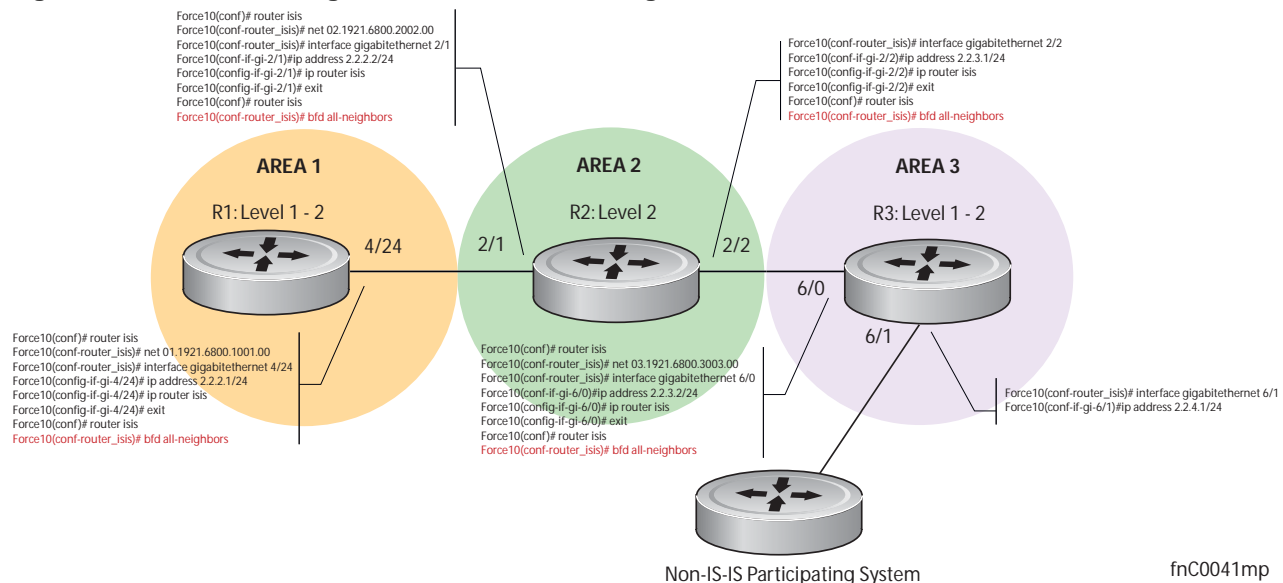 Force10(conf)# router isis
Force10(conf-router_isis)# net 02.1921.6800.2002.00
Force10(conf-router_isis)# interface gigabitethernet 2/1
Force10(conf-if-gi-2/1)#ip address 2.2.2.2/24
Force10(config-if-gi-2/1)# ip router isis
Force10(config-if-gi-2/1)# exit
Force10(conf)# router isis
Force10(conf-router_isis)# bfd all-neighbors
Force10(conf-router_isis)# interface gigabitethernet 2/2
Force10(conf-if-gi-2/2)#ip address 2.2.3.1/24
Force10(config-if-gi-2/2)# ip router isis
Force10(config-if-gi-2/2)# exit
Force10(conf)# router isis
Force10(conf-router_isis)# bfd all-neighbors
AREA 1
AREA 2
AREA 3
R1: Level 1 - 2
R2: Level 2
R3: Level 1 - 2
4/24
2/1
2/2
6/0
6/1
Force10(conf)# router isis
Force10(conf-router_isis)# net 01.1921.6800.1001.00
Force10(conf-router_isis)# interface gigabitethernet 4/24
Force10(config-if-gi-4/24)# ip address 2.2.2.1/24
Force10(config-if-gi-4/24)# ip router isis
Force10(config-if-gi-4/24)# exit
Force10(conf)# router isis
Force10(conf-router_isis)# bfd all-neighbors
Force10(conf)# router isis
Force10(conf-router_isis)# net 03.1921.6800.3003.00
Force10(conf-router_isis)# interface gigabitethernet 6/0
Force10(conf-if-gi-6/0)#ip address 2.2.3.2/24
Force10(config-if-gi-6/0)# ip router isis
Force10(config-if-gi-6/0)# exit
Force10(conf)# router isis
Force10(conf-router_isis)# bfd all-neighbors
Force10(conf-router_isis)# interface gigabitethernet 6/1
Force10(conf-if-gi-6/1)#ip address 2.2.4.1/24
Non-IS-IS Participating System
fnC0041mp